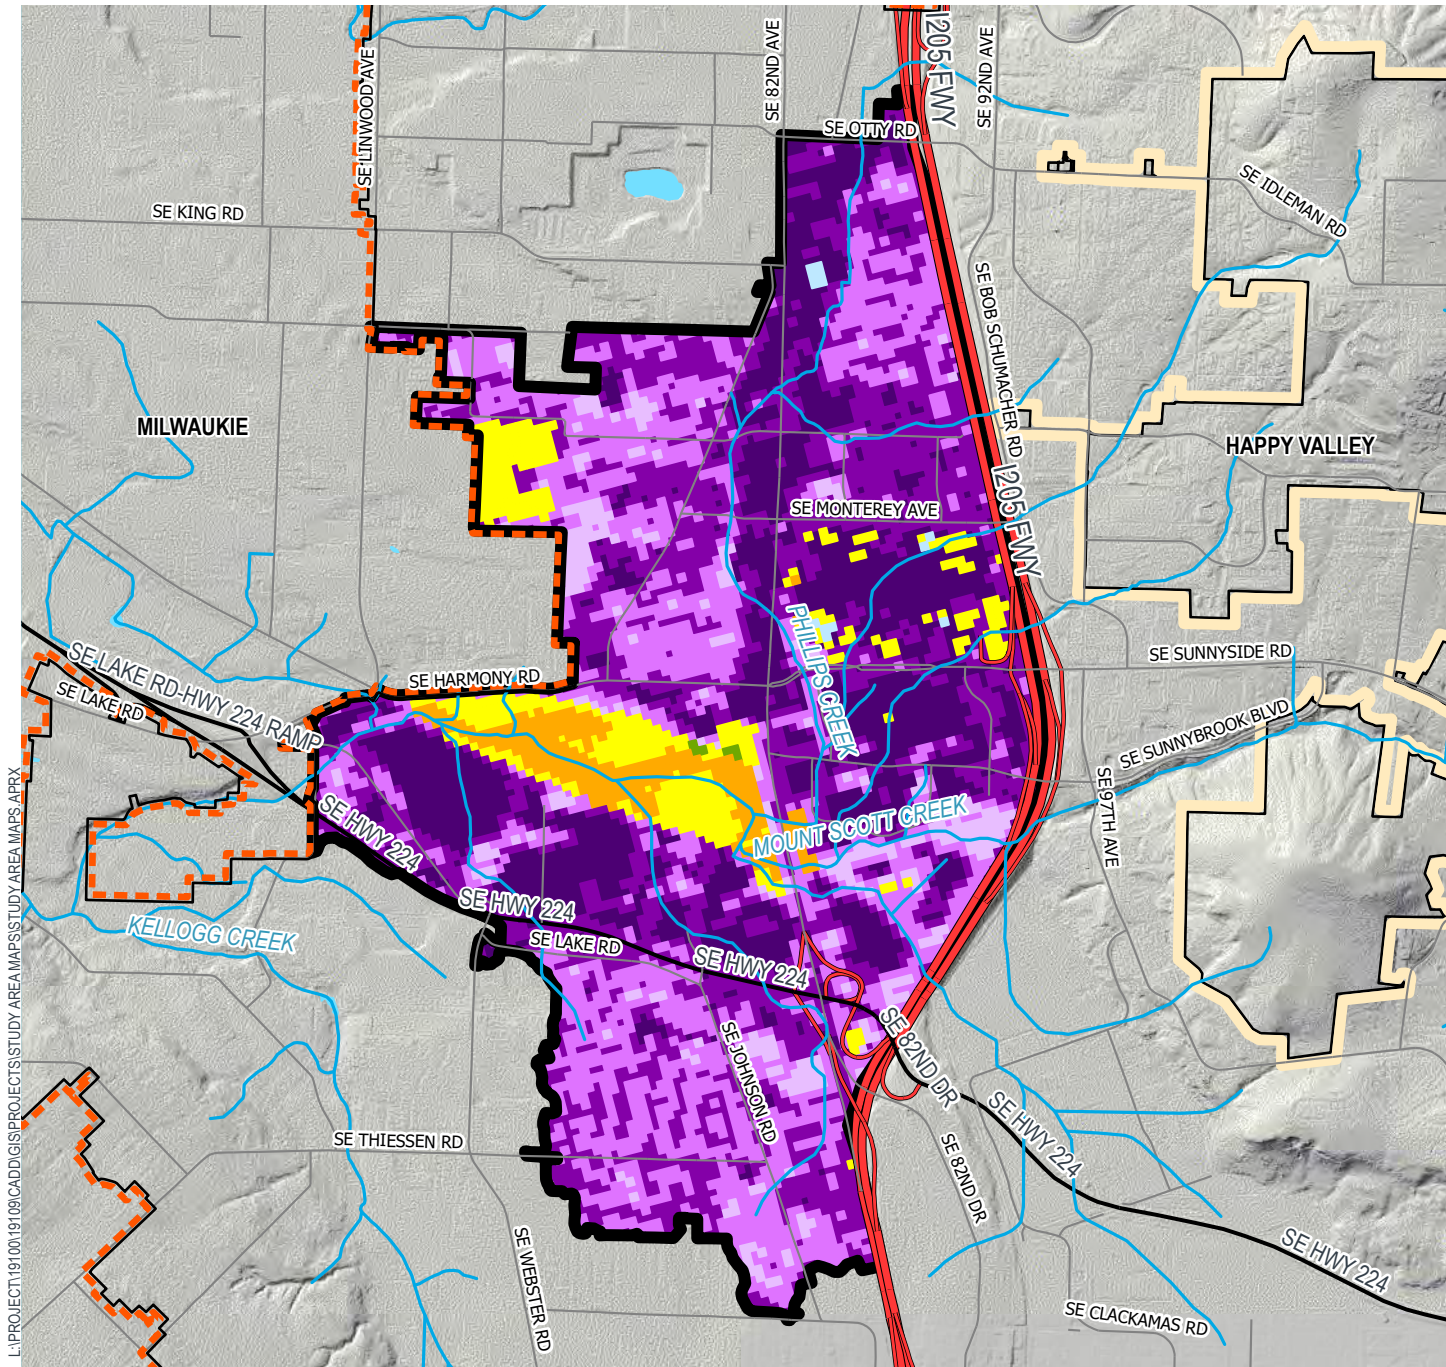 I205 FWY
SE 82ND AVE
SE 92ND AVE
SE LINWOOD AVE
SE OTTY RD
SE KING RD
SE IDLEMAN RD
SE BOB SCHUMACHER RD
MILWAUKIE
HAPPY VALLEY
I205 FWY
SE MONTEREY AVE
PHILLIPS CREEK
SE SUNNYSIDE RD
SE HARMONY RD
SE LAKE RD-HWY 224 RAMP
SE LAKE RD
SE SUNNYBROOK BLVD
SE 97TH AVE
SE HWY 224
MOUNT SCOTT CREEK
SE HWY 224
KELLOGG CREEK
SE LAKE RD
SE HWY 224
SE 82ND DR
SE JOHNSON RD
SE HWY 224
SE THIESSEN RD
SE 82ND DR
SE WEBSTER RD
SE HWY 224
SE CLACKAMAS RD
L:\PROJECT\19100\19109\CADD\GIS\PROJECTS\STUDY AREA MAPS\STUDY AREA MAPS.APRX